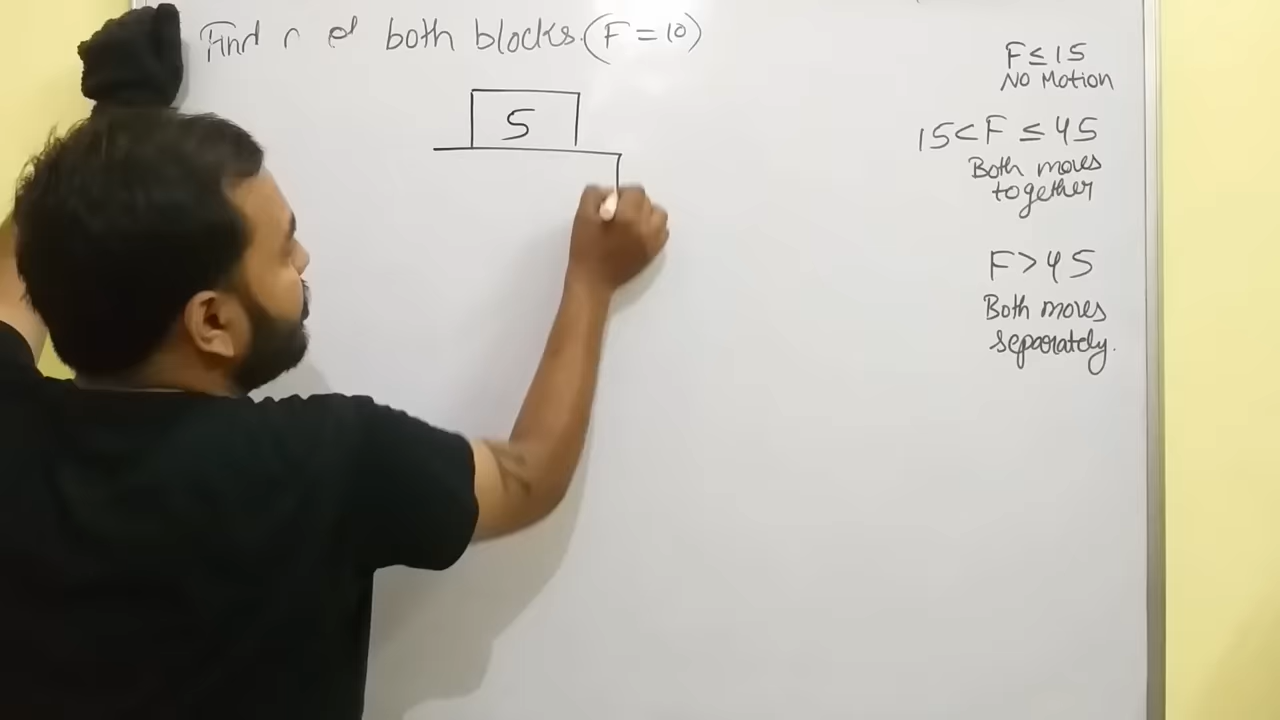 Find r of both blocks. (F = 10)
5
F ≤ 15
No Motion
15 < F ≤ 45
Both moves
together
F > 45
Both moves
separately.